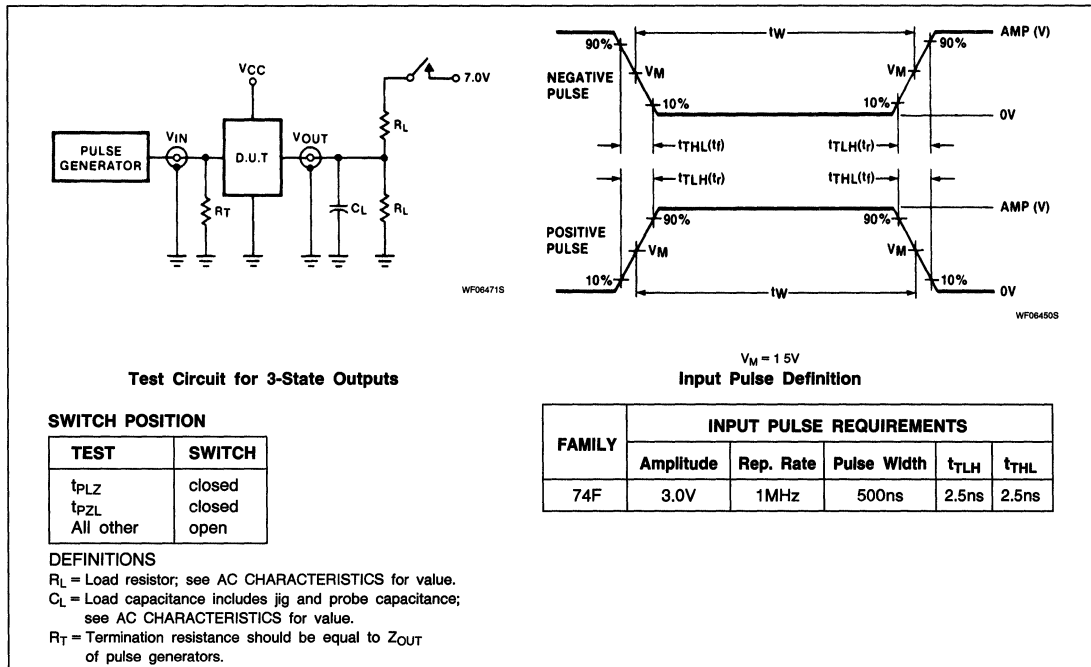 VCC
7.0V
RL
PULSE
GENERATOR
VIN
D.U.T
VOUT
RT
CL
RL
WF06471S
Test Circuit for 3-State Outputs
tW
AMP (V)
90%
90%
NEGATIVE
PULSE
VM
VM
10%
10%
0V
tTHL(tf)
tTLH(tr)
tTLH(tr)
tTHL(tf)
AMP (V)
90%
90%
POSITIVE
PULSE
VM
VM
10%
10%
tW
0V
WF06450S
VM = 1 5V
Input Pulse Definition
SWITCH POSITION
TEST SWITCH
tPLZ closed
tPZL closed
All other open
FAMILY INPUT PULSE REQUIREMENTS
Amplitude Rep. Rate Pulse Width tTLH tTHL
74F 3.0V 1MHz 500ns 2.5ns 2.5ns
DEFINITIONS
RL = Load resistor; see AC CHARACTERISTICS for value.
CL = Load capacitance includes jig and probe capacitance;
see AC CHARACTERISTICS for value.
RT = Termination resistance should be equal to ZOUT
of pulse generators.